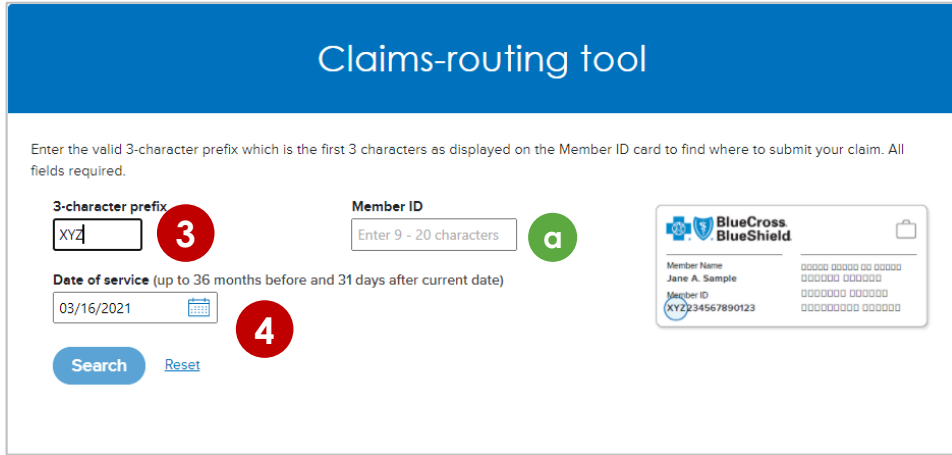 Claims-routing tool
Enter the valid 3-character prefix which is the first 3 characters as displayed on the Member ID card to find where to submit your claim. All
fields required.
3-character prefix
XYZ
3
Member ID
Enter 9 - 20 characters
a
Date of service (up to 36 months before and 31 days after current date)
03/16/2021
4
Search
Reset
BlueCross
BlueShield
Member Name
Jane A. Sample
Member ID
XYZ234567890123